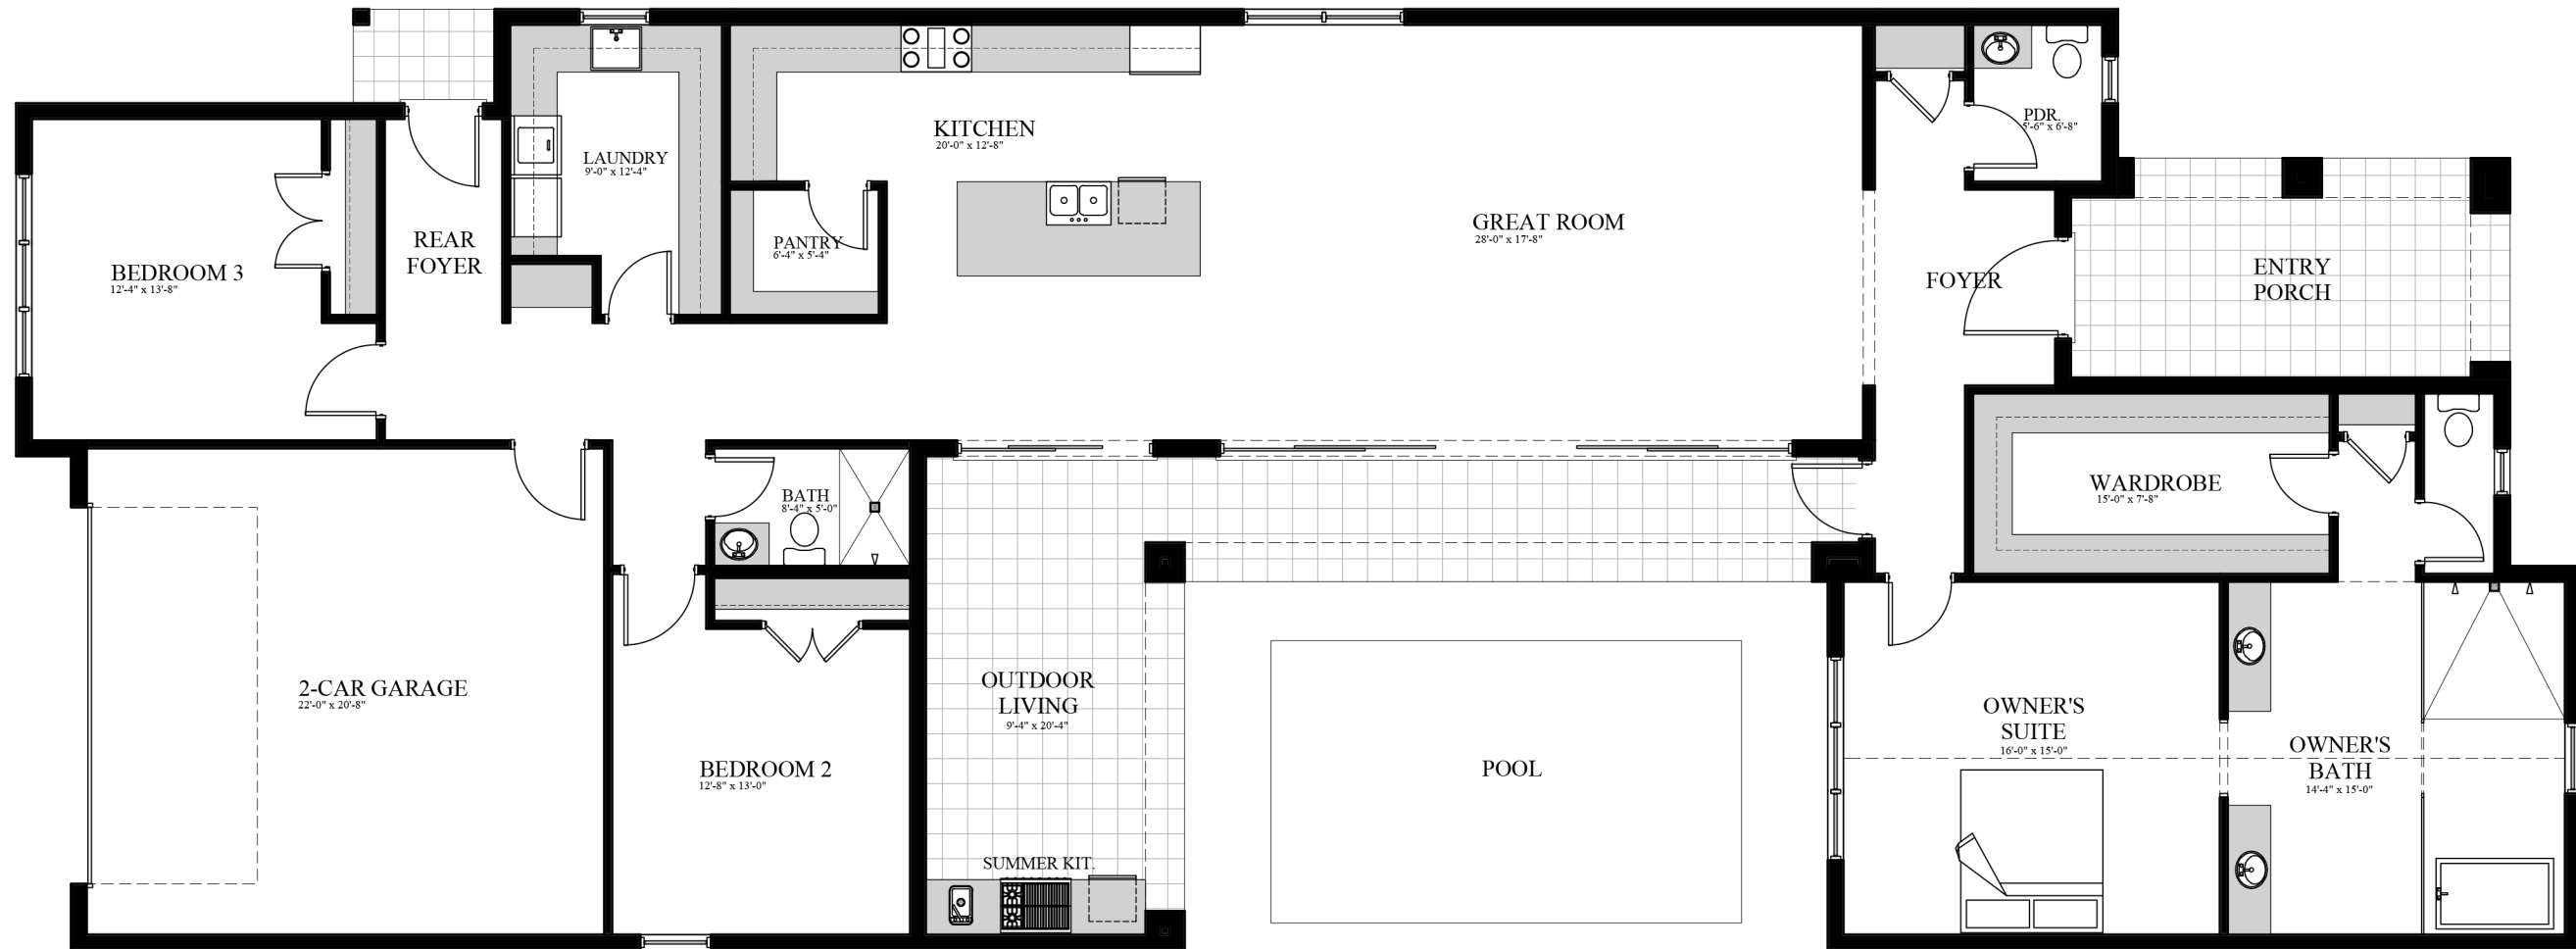 KITCHEN
20'-0" x 12'-8"
PDR.
5'-6" x 6'-8"
LAUNDRY
9'-0" x 12'-4"
GREAT ROOM
28'-0" x 17'-8"
REAR
FOYER
PANTRY
6'-4" x 5'-4"
BEDROOM 3
12'-4" x 13'-8"
FOYER
ENTRY
PORCH
WARDROBE
15'-0" x 7'-8"
BATH
8'-4" x 5'-0"
2-CAR GARAGE
22'-0" x 20'-8"
OUTDOOR
LIVING
9'-4" x 20'-4"
OWNER'S
SUITE
16'-0" x 15'-0"
OWNER'S
BATH
14'-4" x 15'-0"
BEDROOM 2
12'-8" x 13'-0"
POOL
SUMMER KIT.